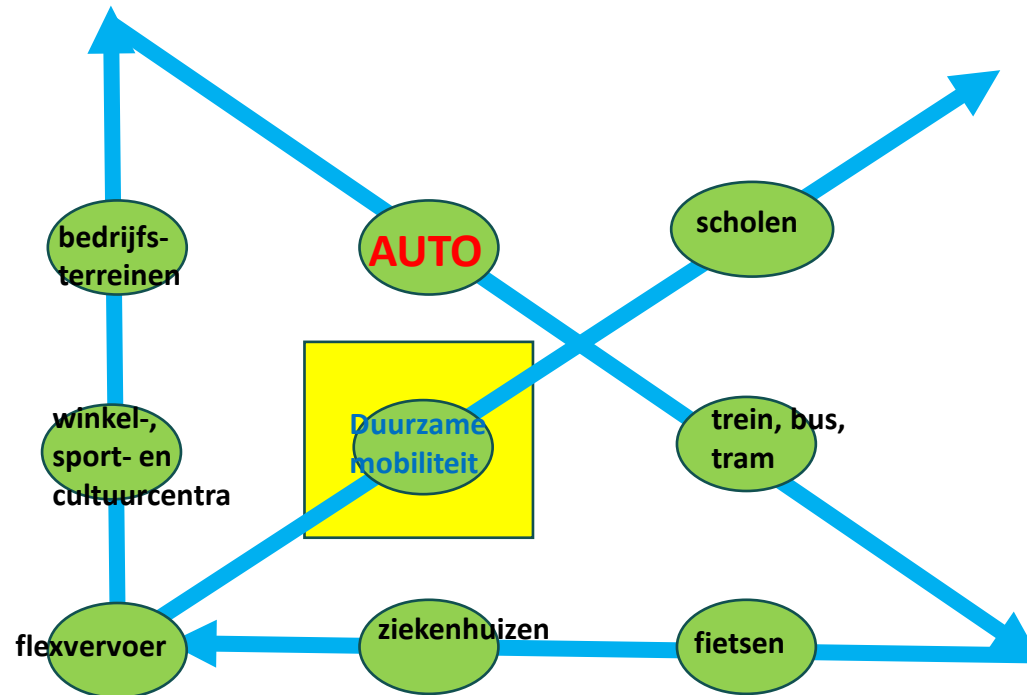 bedrijfs-
terreinen
AUTO
scholen
winkel-,
sport- en
cultuurcentra
Duurzame
mobiliteit
trein, bus,
tram
flexvervoer
ziekenhuizen
fietsen